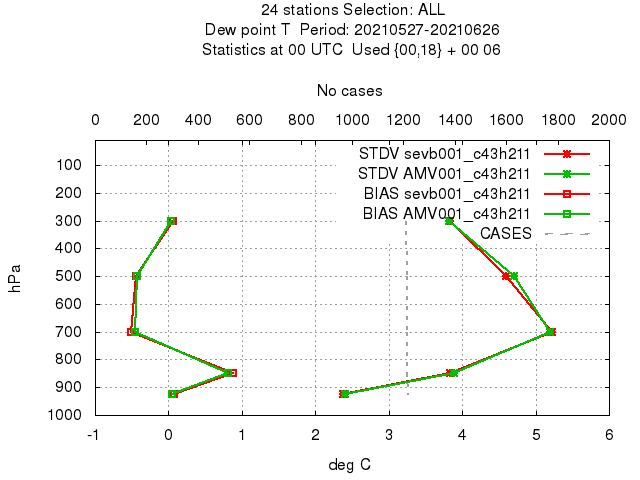 24 stations Selection: ALL
Dew point T  Period: 20210527-20210626
Statistics at 00 UTC  Used {00,18} + 00 06
No cases
0 200 400 600 800 1000 1200 1400 1600 1800 2000
STDV sevb001_c43h211
STDV AMV001_c43h211
BIAS sevb001_c43h211
BIAS AMV001_c43h211
CASES
100
200
300
400
500
600
700
800
900
1000
hPa
-1 0 1 2 3 4 5 6
deg C